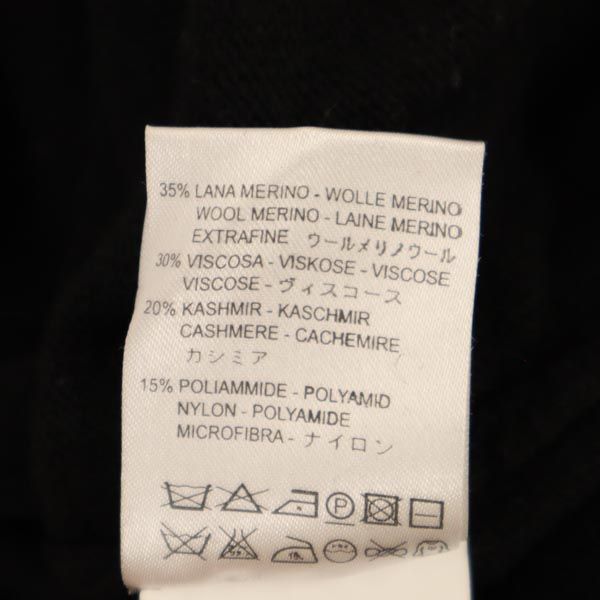 35% LANA MERINO - WOLLE MERINO
WOOL MERINO - LAINE MERINO
EXTRAFINE ウールメリノウール
30% VISCOSA - VISKOSE - VISCOSE
VISCOSE - ヴィスコース
20% KASHMIR - KASCHMIR
CASHMERE - CACHEMIRE
カシミア
15% POLIAMMIDE - POLYAMID
NYLON - POLYAMIDE
MICROFIBRA - ナイロン
P